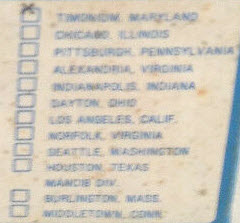 TIMONIUM, MARYLAND
CHICAGO, ILLINOIS
PITTSBURGH, PENNSYLVANIA
ALEXANDRIA, VIRGINIA
INDIANAPOLIS, INDIANA
DAYTON, OHIO
LOS ANGELES, CALIF.
NORFOLK, VIRGINIA
SEATTLE, WASHINGTON
HOUSTON, TEXAS
MANCIB DIV.
BURLINGTON, MASS.
MIDDLETOWN, CONN.